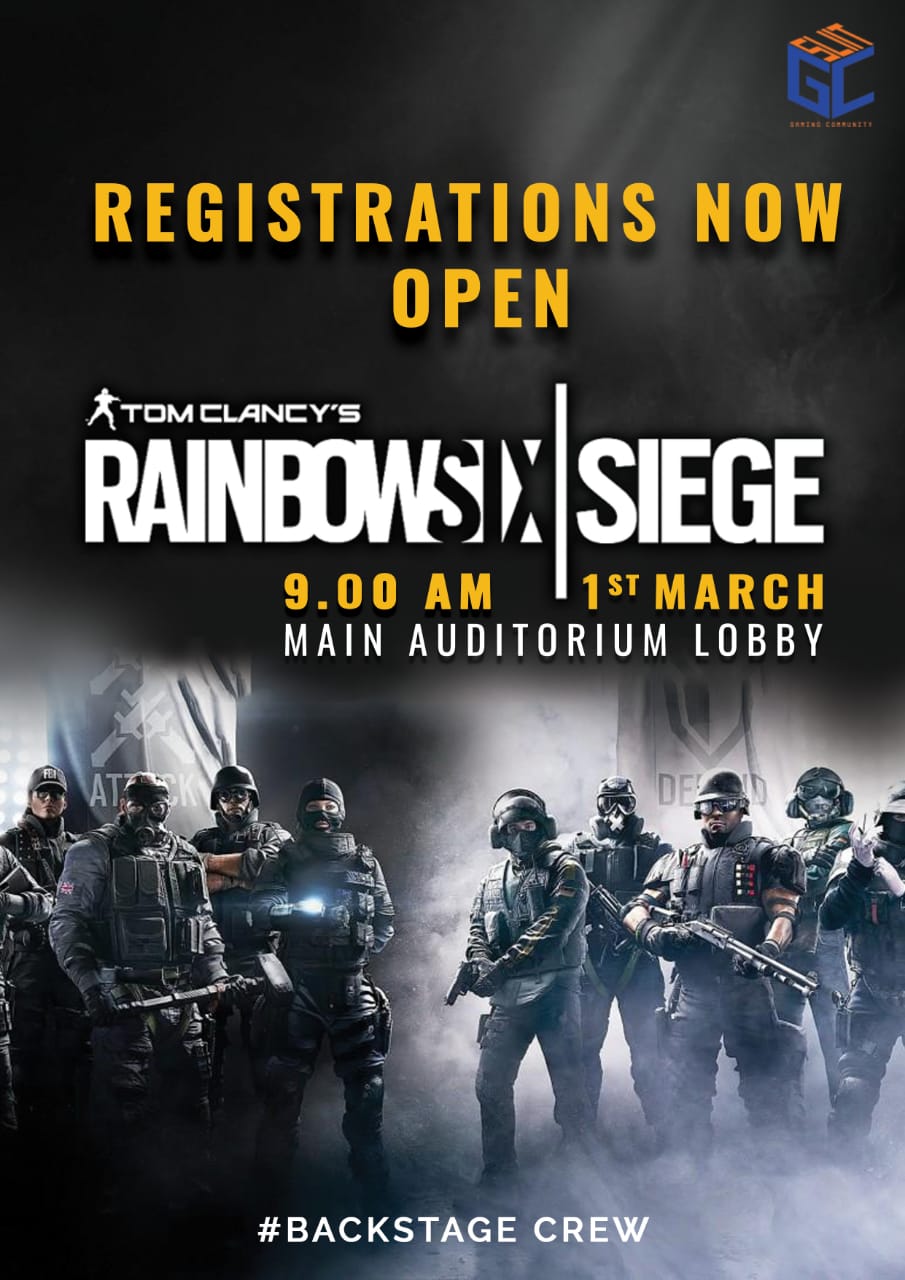 GC
GAMING COMMUNITY
REGISTRATIONS NOW
OPEN
TOM CLANCY'S
RAINBOWSIX|SIEGE
9.00 AM 1ST MARCH
MAIN AUDITORIUM LOBBY
ATTACK
DEFEND
FBI
#BACKSTAGE CREW